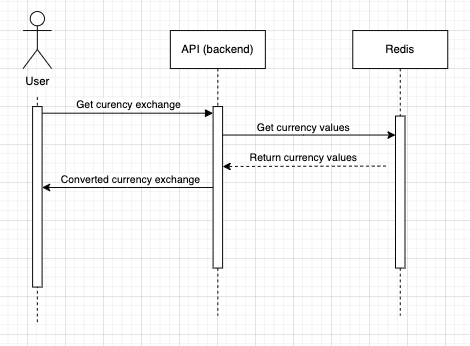 API (backend)
Redis
User
Get curency exchange
Get currency values
Return currency values
Converted currency exchange